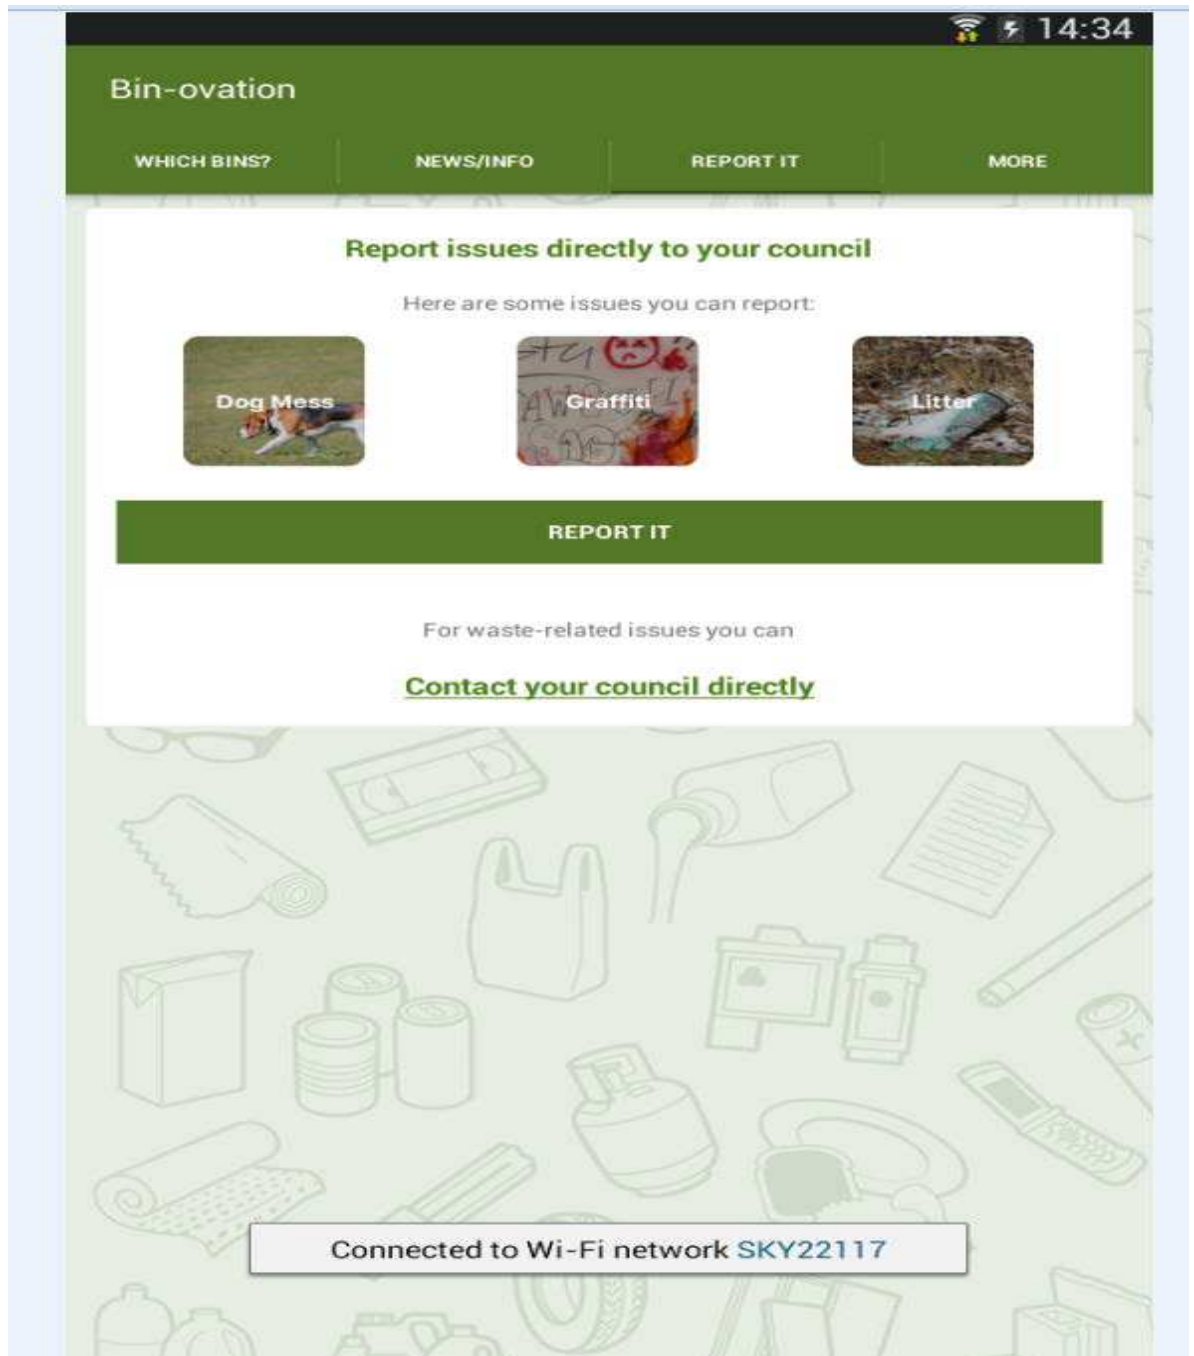 14:34
Bin-ovation
WHICH BINS? NEWS/INFO REPORT IT MORE
Report issues directly to your council
Here are some issues you can report:
Dog Mess Graffiti Litter
REPORT IT
For waste-related issues you can
Contact your council directly
Connected to Wi-Fi network SKY22117